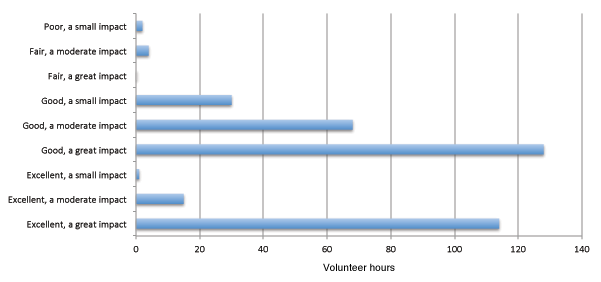 Poor, a small impact
Fair, a moderate impact
Fair, a great impact
Good, a small impact
Good, a moderate impact
Good, a great impact
Excellent, a small impact
Excellent, a moderate impact
Excellent, a great impact
0 20 40 60 80 100 120 140
Volunteer hours